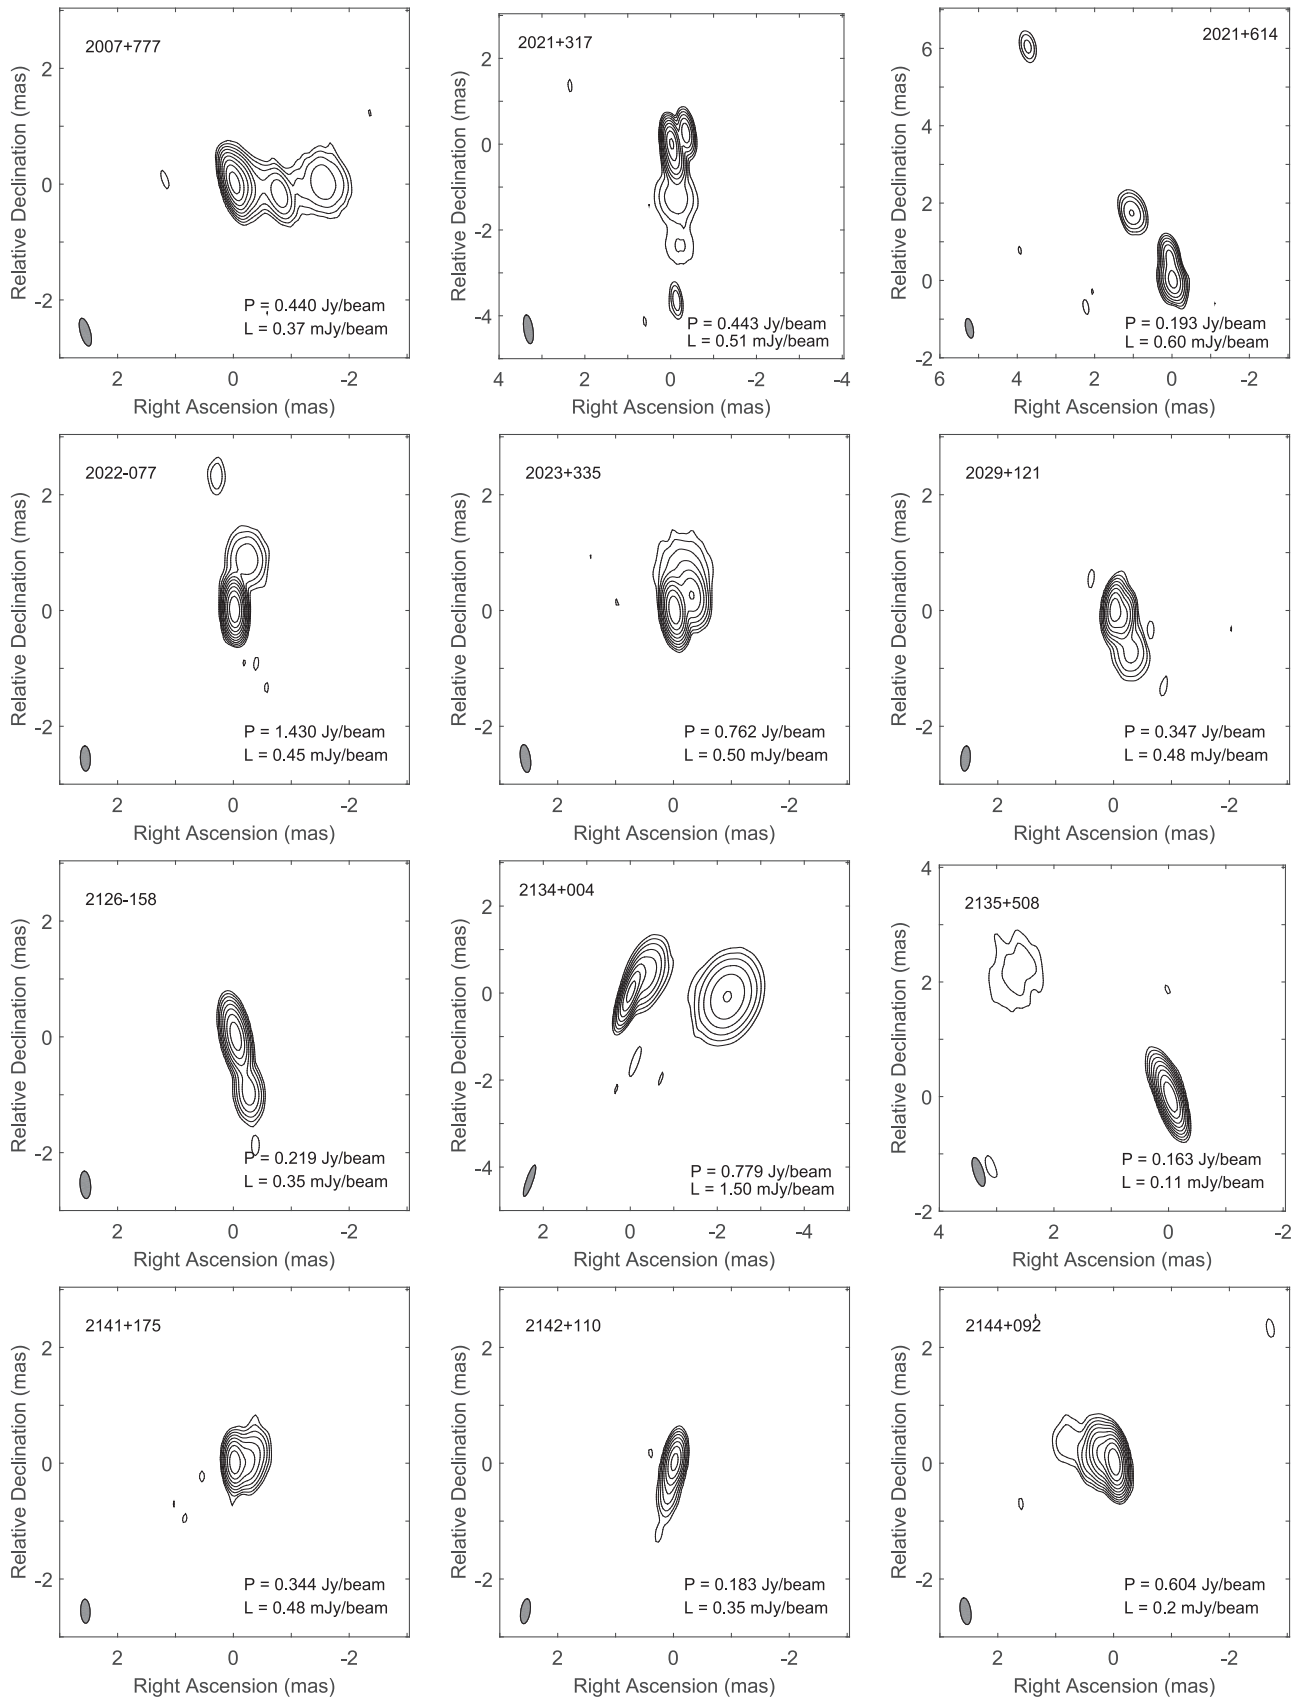 2007+777
Relative Declination (mas)
2
0
-2
P = 0.440 Jy/beam
L = 0.37 mJy/beam
2
0
-2
Right Ascension (mas)
2021+317
Relative Declination (mas)
2
0
-2
-4
P = 0.443 Jy/beam
L = 0.51 mJy/beam
4
2
0
-2
-4
Right Ascension (mas)
2021+614
Relative Declination (mas)
6
4
2
0
-2
P = 0.193 Jy/beam
L = 0.60 mJy/beam
6
4
2
0
-2
Right Ascension (mas)
2022-077
Relative Declination (mas)
2
0
-2
P = 1.430 Jy/beam
L = 0.45 mJy/beam
2
0
-2
Right Ascension (mas)
2023+335
Relative Declination (mas)
2
0
-2
P = 0.762 Jy/beam
L = 0.50 mJy/beam
2
0
-2
Right Ascension (mas)
2029+121
Relative Declination (mas)
2
0
-2
P = 0.347 Jy/beam
L = 0.48 mJy/beam
2
0
-2
Right Ascension (mas)
2126-158
Relative Declination (mas)
2
0
-2
P = 0.219 Jy/beam
L = 0.35 mJy/beam
2
0
-2
Right Ascension (mas)
2134+004
Relative Declination (mas)
2
0
-2
-4
P = 0.779 Jy/beam
L = 1.50 mJy/beam
2
0
-2
-4
Right Ascension (mas)
2135+508
Relative Declination (mas)
4
2
0
-2
P = 0.163 Jy/beam
L = 0.11 mJy/beam
4
2
0
-2
Right Ascension (mas)
2141+175
Relative Declination (mas)
2
0
-2
P = 0.344 Jy/beam
L = 0.48 mJy/beam
2
0
-2
Right Ascension (mas)
2142+110
Relative Declination (mas)
2
0
-2
P = 0.183 Jy/beam
L = 0.35 mJy/beam
2
0
-2
Right Ascension (mas)
2144+092
Relative Declination (mas)
2
0
-2
P = 0.604 Jy/beam
L = 0.2 mJy/beam
2
0
-2
Right Ascension (mas)